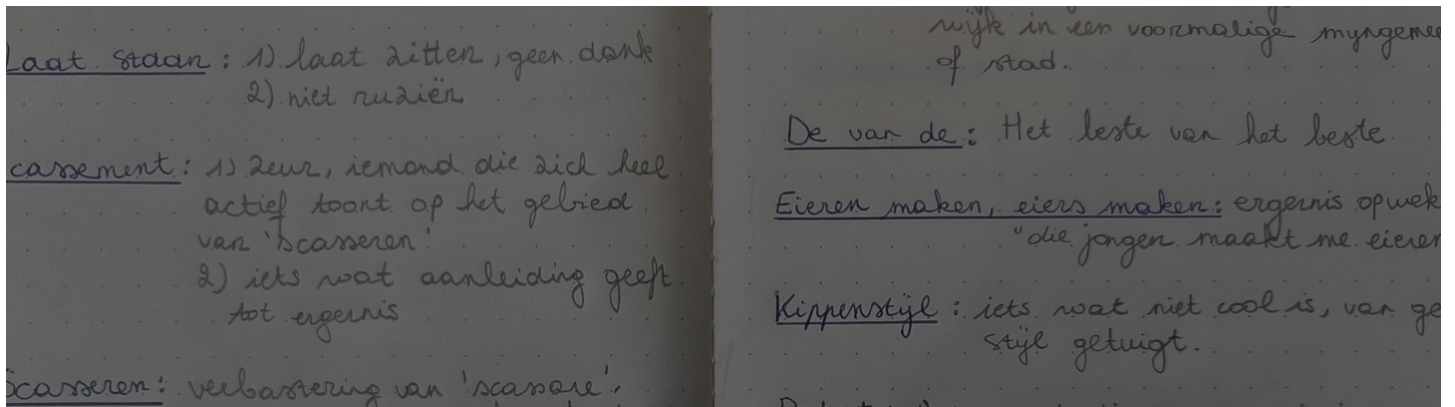 Laat staan: 1) laat zitten, geen dank
2) niet ruziën
cassement: 1) zeur, iemand die zich heel
actief toont op het gebied
van 'scasseren'
2) iets wat aanleiding geeft
tot ergernis
Scasseren: verbastering van 'scassare',
wijk in een voormalige myngemee
of stad.
De van de: Het beste van het beste.
Eieren maken, eiers maken: ergernis opwek
"die jongen maakt me eieren
Kippenstijl: iets wat niet cool is, van ge
stijl getuigt.